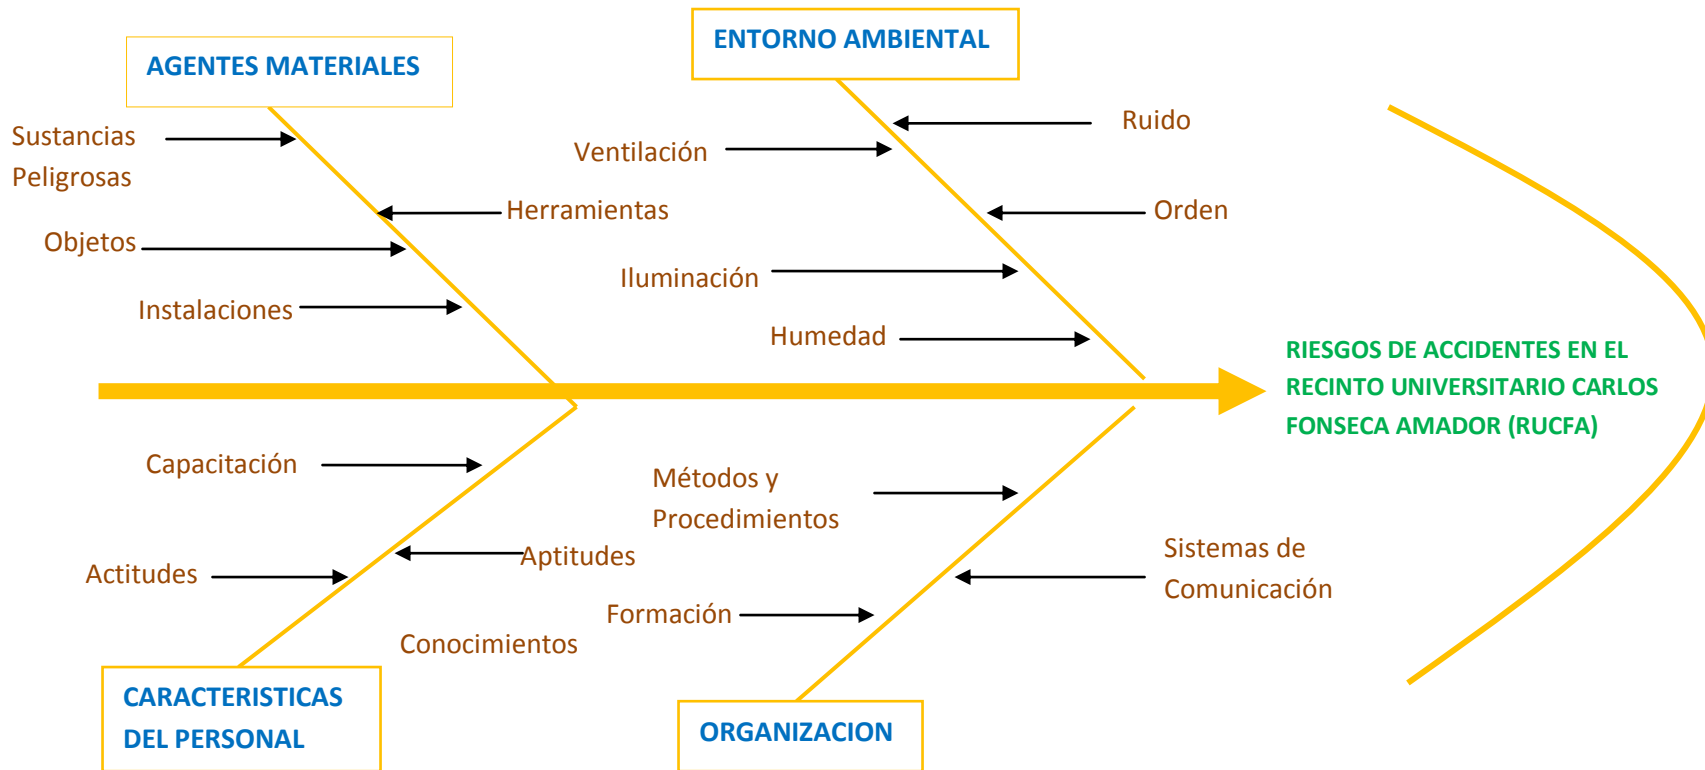 ENTORNO AMBIENTAL
AGENTES MATERIALES
Sustancias
Peligrosas
Ruido
Ventilación
Herramientas
Orden
Objetos
Iluminación
Instalaciones
Humedad
RIESGOS DE ACCIDENTES EN EL
RECINTO UNIVERSITARIO CARLOS
FONSECA AMADOR (RUCFA)
Capacitación
Métodos y
Procedimientos
Aptitudes
Actitudes
Sistemas de
Comunicación
Formación
Conocimientos
CARACTERISTICAS
DEL PERSONAL
ORGANIZACION